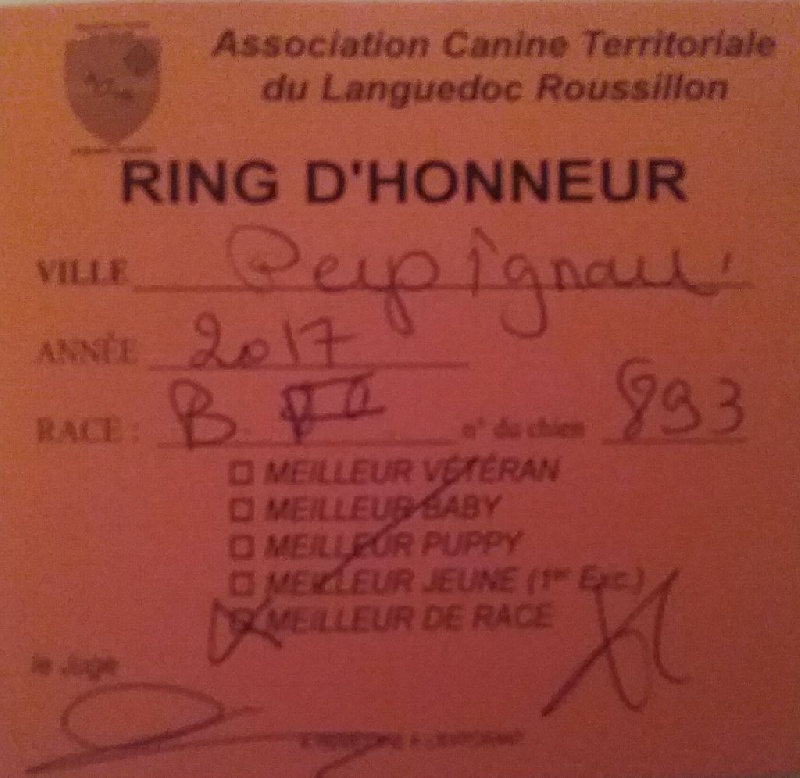 Association Canine Territoriale
du Languedoc Roussillon
RING D'HONNEUR
VILLE Perpignan
ANNÉE 2017
RACE : B n° du chien 893
MEILLEUR VÉTÉRAN
MEILLEUR BABY
MEILLEUR PUPPY
MEILLEUR JEUNE (1er Exc.)
MEILLEUR DE RACE
le Juge